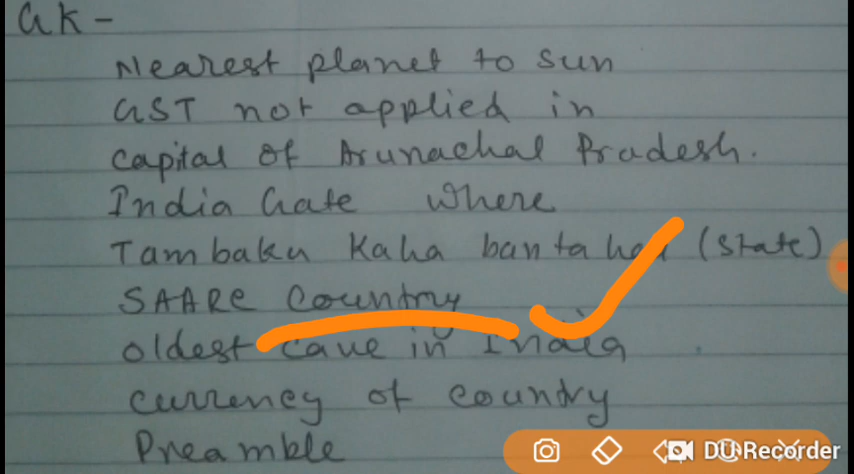 GK -
Nearest planet to Sun
GST not applied in
Capital of Arunachal Pradesh.
India Gate Where
Tambaku Kaha banta hai (State)
SAARC Country
Oldest Cave in India
Currency of Country
Preamble
DU Recorder